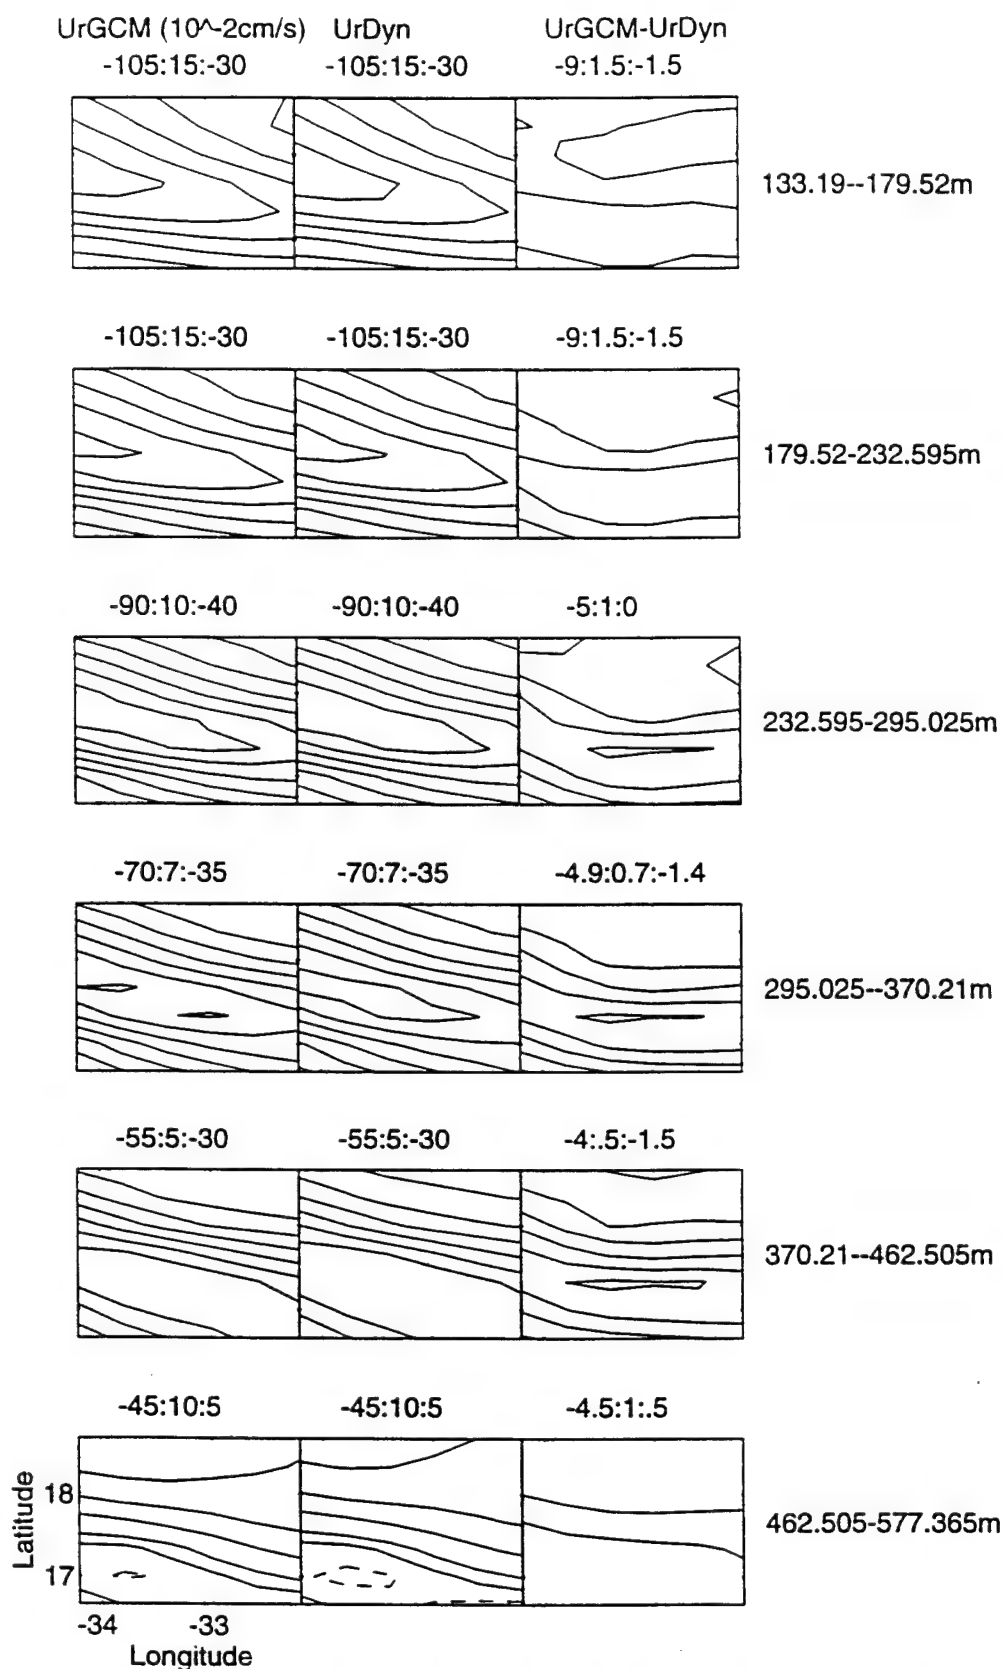 UrGCM (10^-2cm/s) UrDyn UrGCM-UrDyn
-105:15:-30 -105:15:-30 -9:1.5:-1.5
133.19--179.52m
-105:15:-30 -105:15:-30 -9:1.5:-1.5
179.52-232.595m
-90:10:-40 -90:10:-40 -5:1:0
232.595-295.025m
-70:7:-35 -70:7:-35 -4.9:0.7:-1.4
295.025--370.21m
-55:5:-30 -55:5:-30 -4:.5:-1.5
370.21--462.505m
-45:10:5 -45:10:5 -4.5:1:.5
Latitude
18
17
462.505-577.365m
-34 -33
Longitude